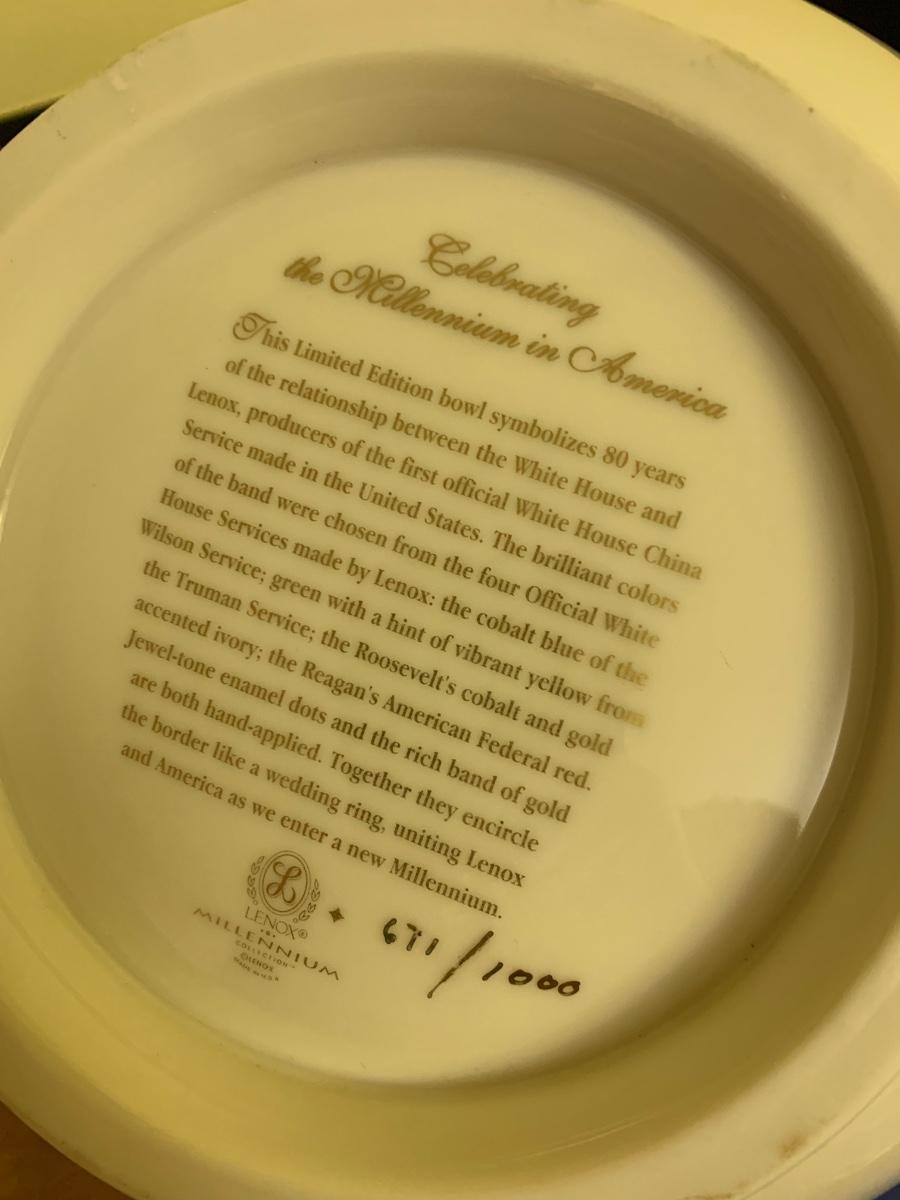 Celebrating
the Millennium in America
This Limited Edition bowl symbolizes 80 years
of the relationship between the White House and
Lenox, producers of the first official White House China
Service made in the United States. The brilliant colors
of the band were chosen from the four Official White
House Services made by Lenox: the cobalt blue of the
Wilson Service; green with a hint of vibrant yellow from
the Truman Service; the Roosevelt's cobalt and gold
accented ivory; the Reagan's American Federal red.
Jewel-tone enamel dots and the rich band of gold
are both hand-applied. Together they encircle
the border like a wedding ring, uniting Lenox
and America as we enter a new Millennium.
L
LENOX®
MILLENNIUM
COLLECTION™
©LENOX
MADE IN U.S.A.
671/1000